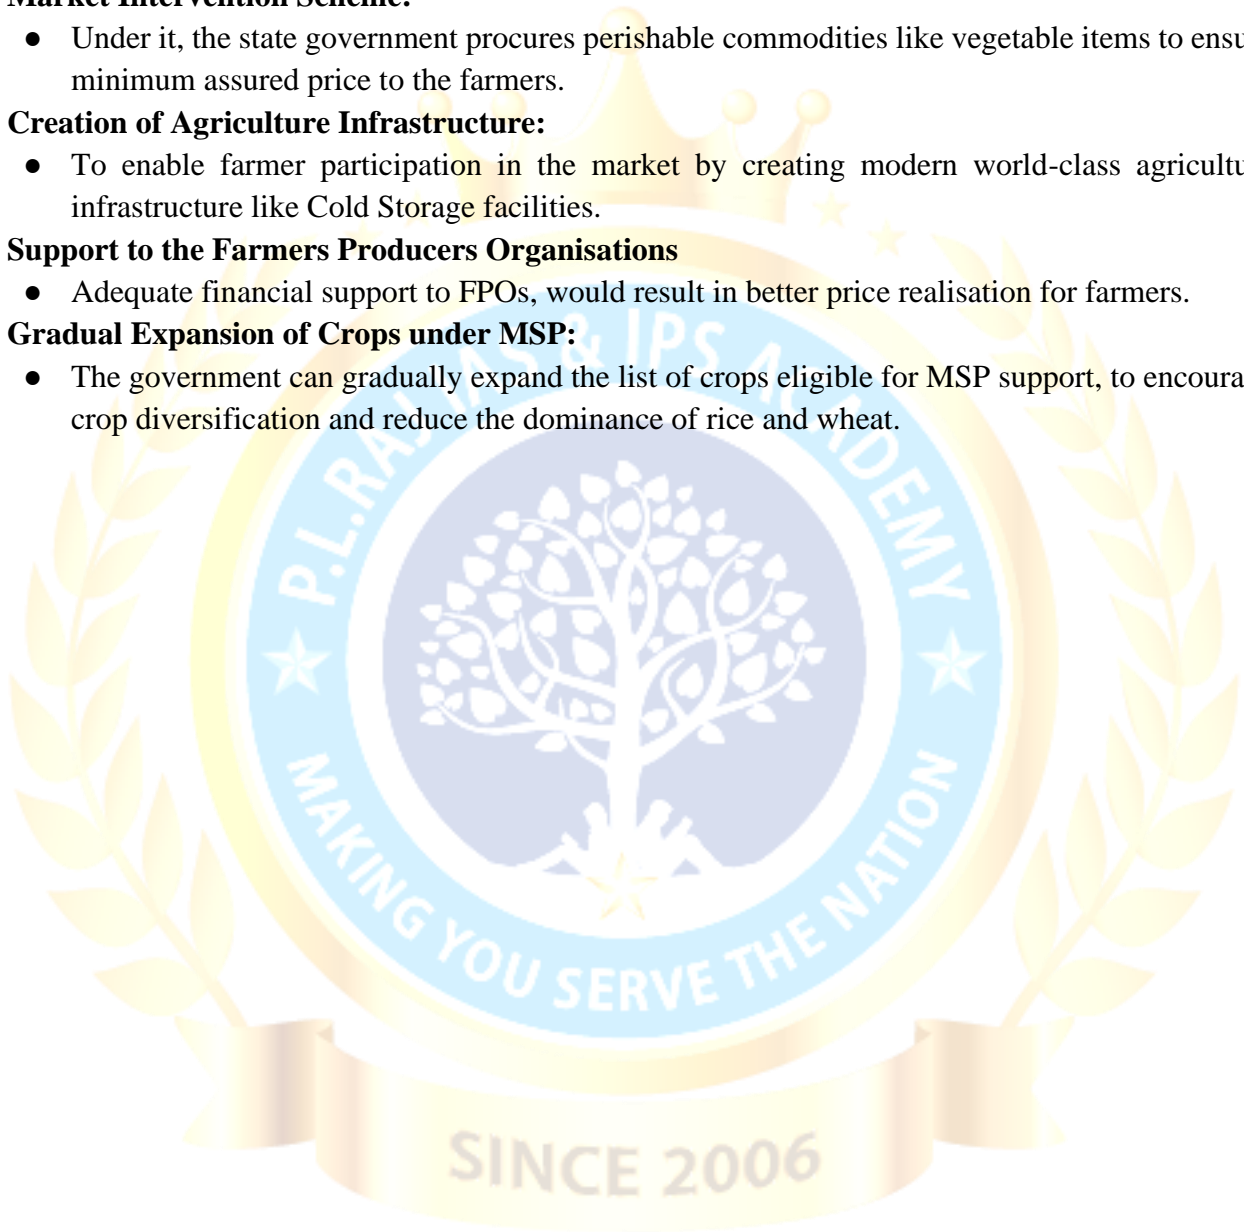 Market Intervention Scheme:
● Under it, the state government procures perishable commodities like vegetable items to ensu
minimum assured price to the farmers.
Creation of Agriculture Infrastructure:
● To enable farmer participation in the market by creating modern world-class agricultu
infrastructure like Cold Storage facilities.
Support to the Farmers Producers Organisations
● Adequate financial support to FPOs, would result in better price realisation for farmers.
Gradual Expansion of Crops under MSP:
● The government can gradually expand the list of crops eligible for MSP support, to encoura
crop diversification and reduce the dominance of rice and wheat.
P.L.RAJ IAS & IPS ACADEMY
MAKING YOU SERVE THE NATION
SINCE 2006